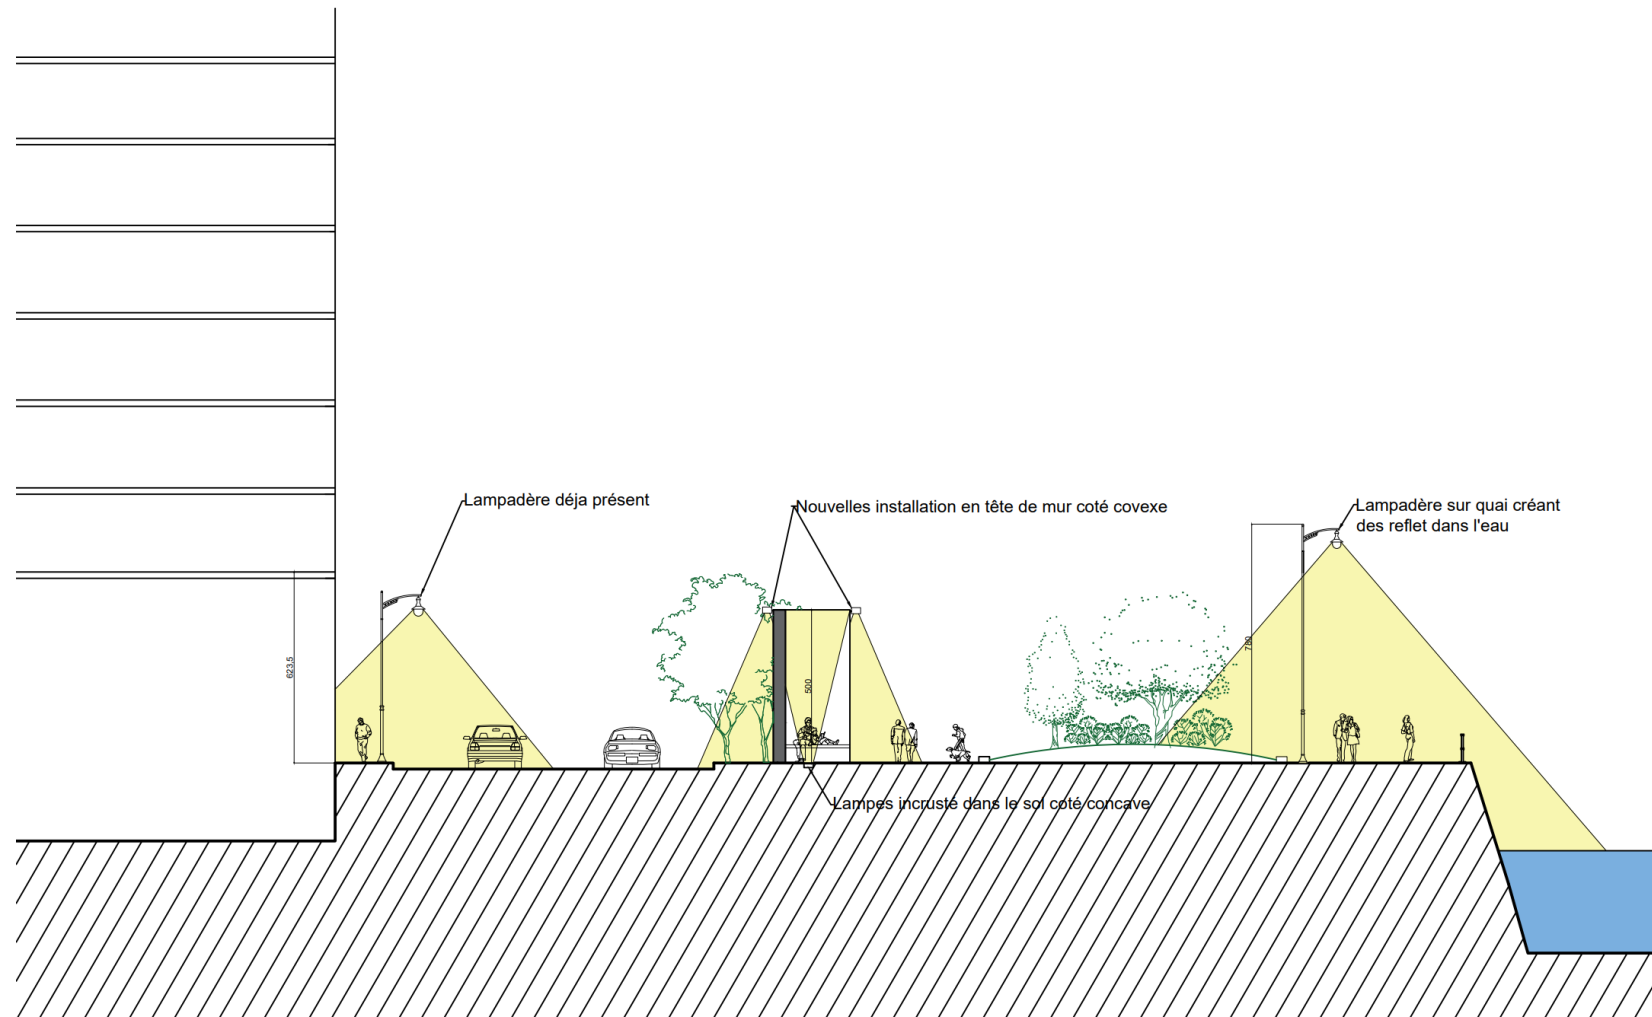 Lampadère déja présent
Nouvelles installation en tête de mur coté covexe
Lampadère sur quai créant
des reflet dans l'eau
623,5
500
780
Lampes incrusté dans le sol coté concave